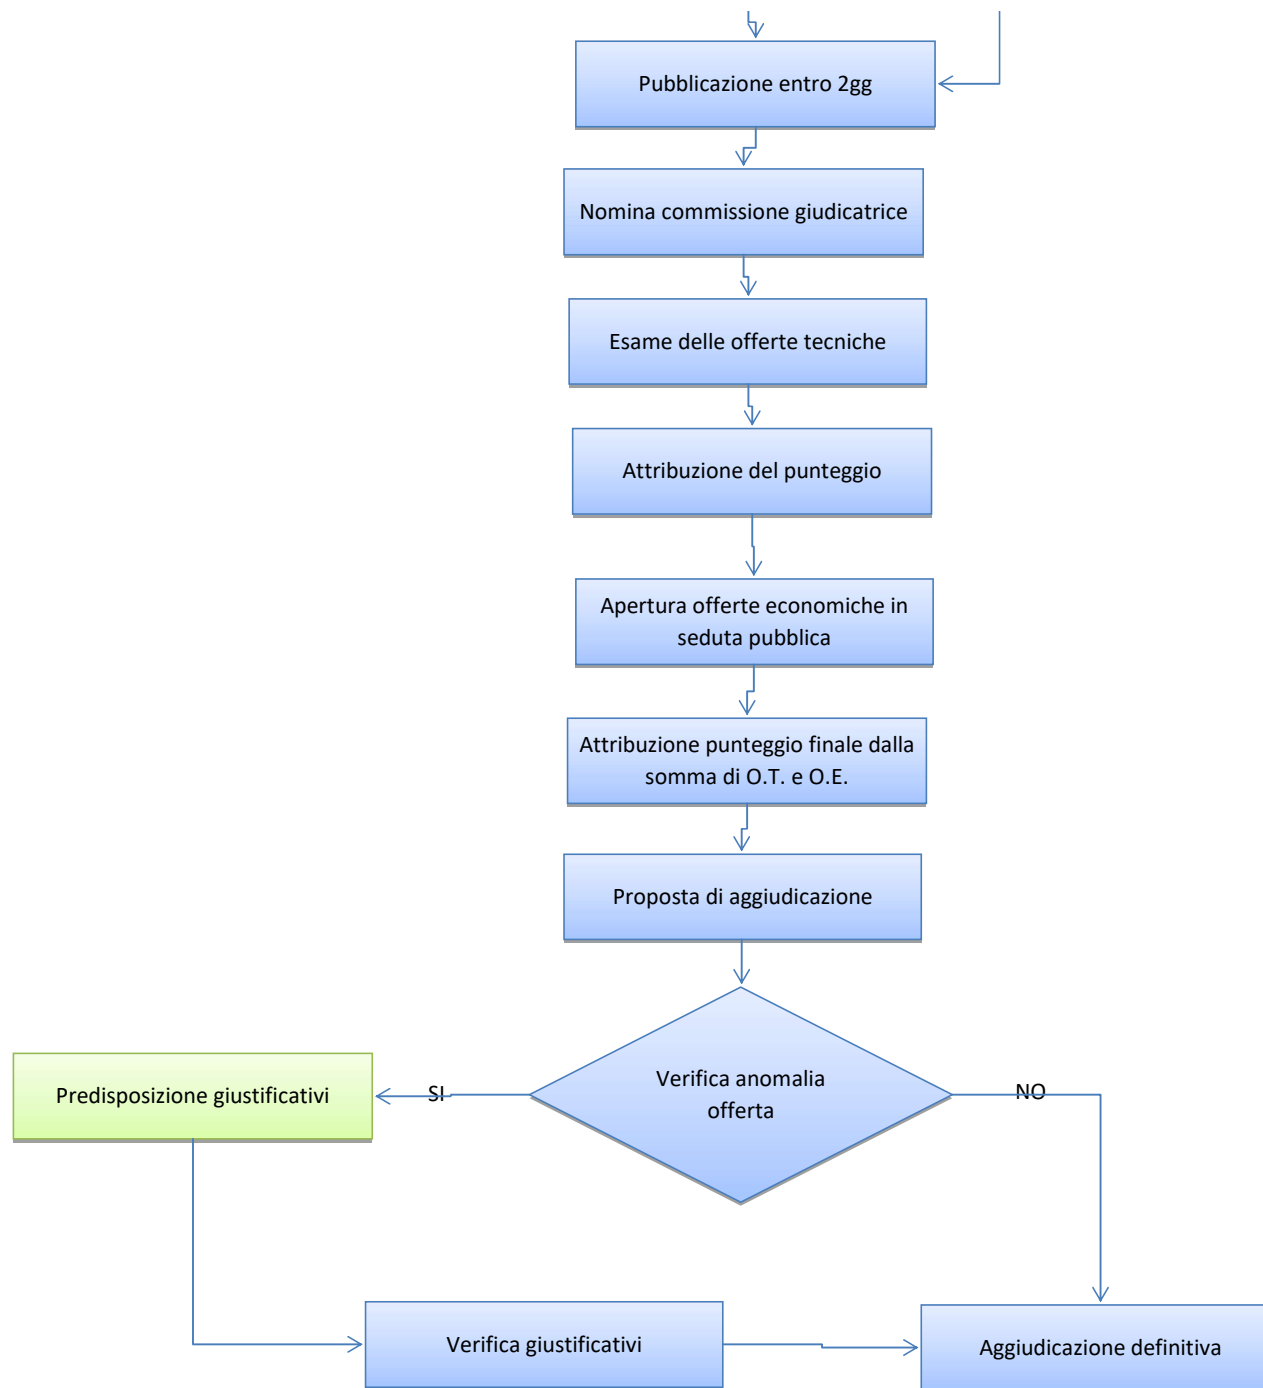 Pubblicazione entro 2gg
Nomina commissione giudicatrice
Esame delle offerte tecniche
Attribuzione del punteggio
Apertura offerte economiche in
seduta pubblica
Attribuzione punteggio finale dalla
somma di O.T. e O.E.
Proposta di aggiudicazione
Verifica anomalia
offerta
Predisposizione giustificativi
SI
NO
Verifica giustificativi
Aggiudicazione definitiva